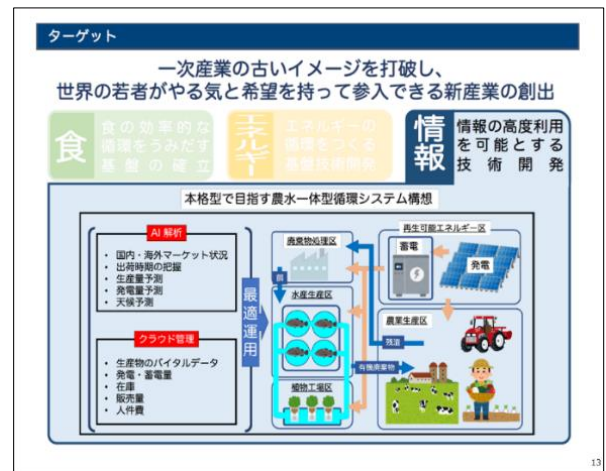 ターゲット
一次産業の古いイメージを打破し、
世界の若者がやる気と希望を持って参入できる新産業の創出
食
食の効率的な
循環をうみだす
基盤の確立
エネルギー
エネルギーの
循環をつくる
基盤技術開発
情報
情報の高度利用
を可能とする
技術開発
本格型で目指す農水一体型循環システム構想
AI 解析
・ 国内・海外マーケット状況
・ 出荷時期の把握
・ 生産量予測
・ 発電量予測
・ 天候予測
クラウド管理
・ 生産物のバイタルデータ
・ 発電・蓄電量
・ 在庫
・ 販売量
・ 人件費
最適運用
廃棄物処理区
水産生産区
植物工場区
再生可能エネルギー区
蓄電
発電
農業生産区
残渣
有機廃棄物
13